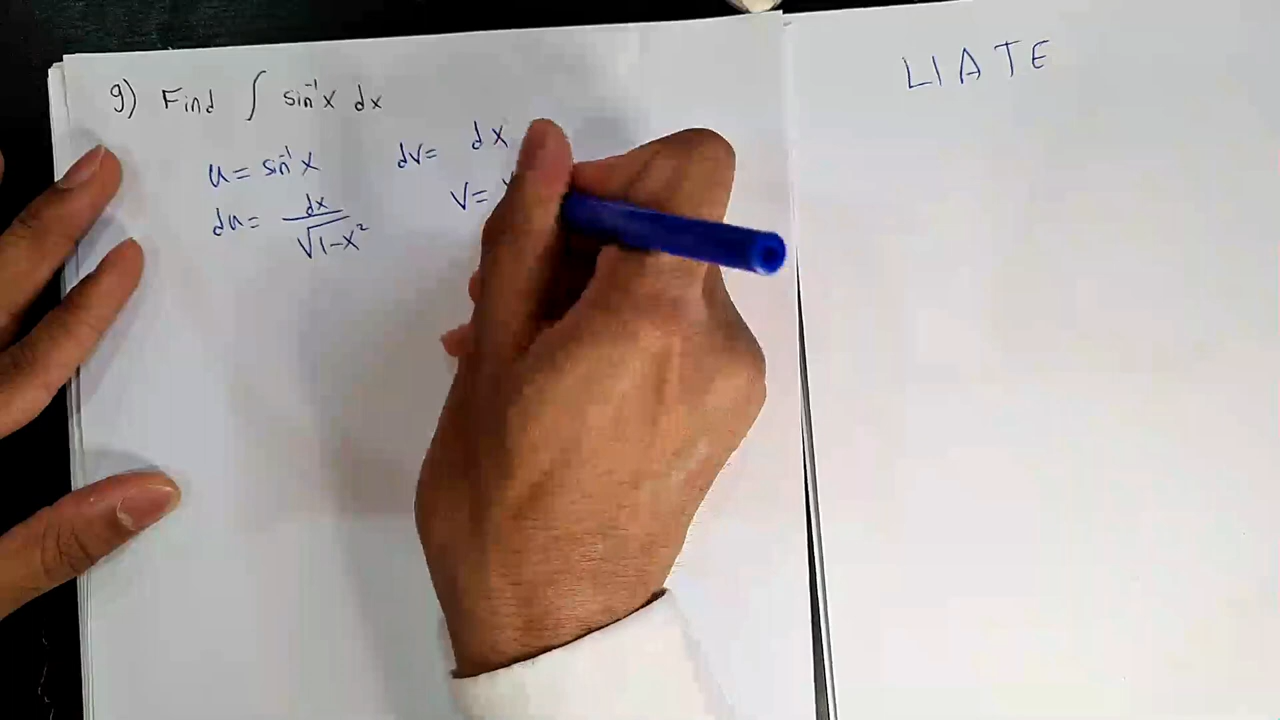 9) Find ∫ sin⁻¹x dx
LIATE
u = sin⁻¹x dv = dx
du = dx/√(1-x²) v =